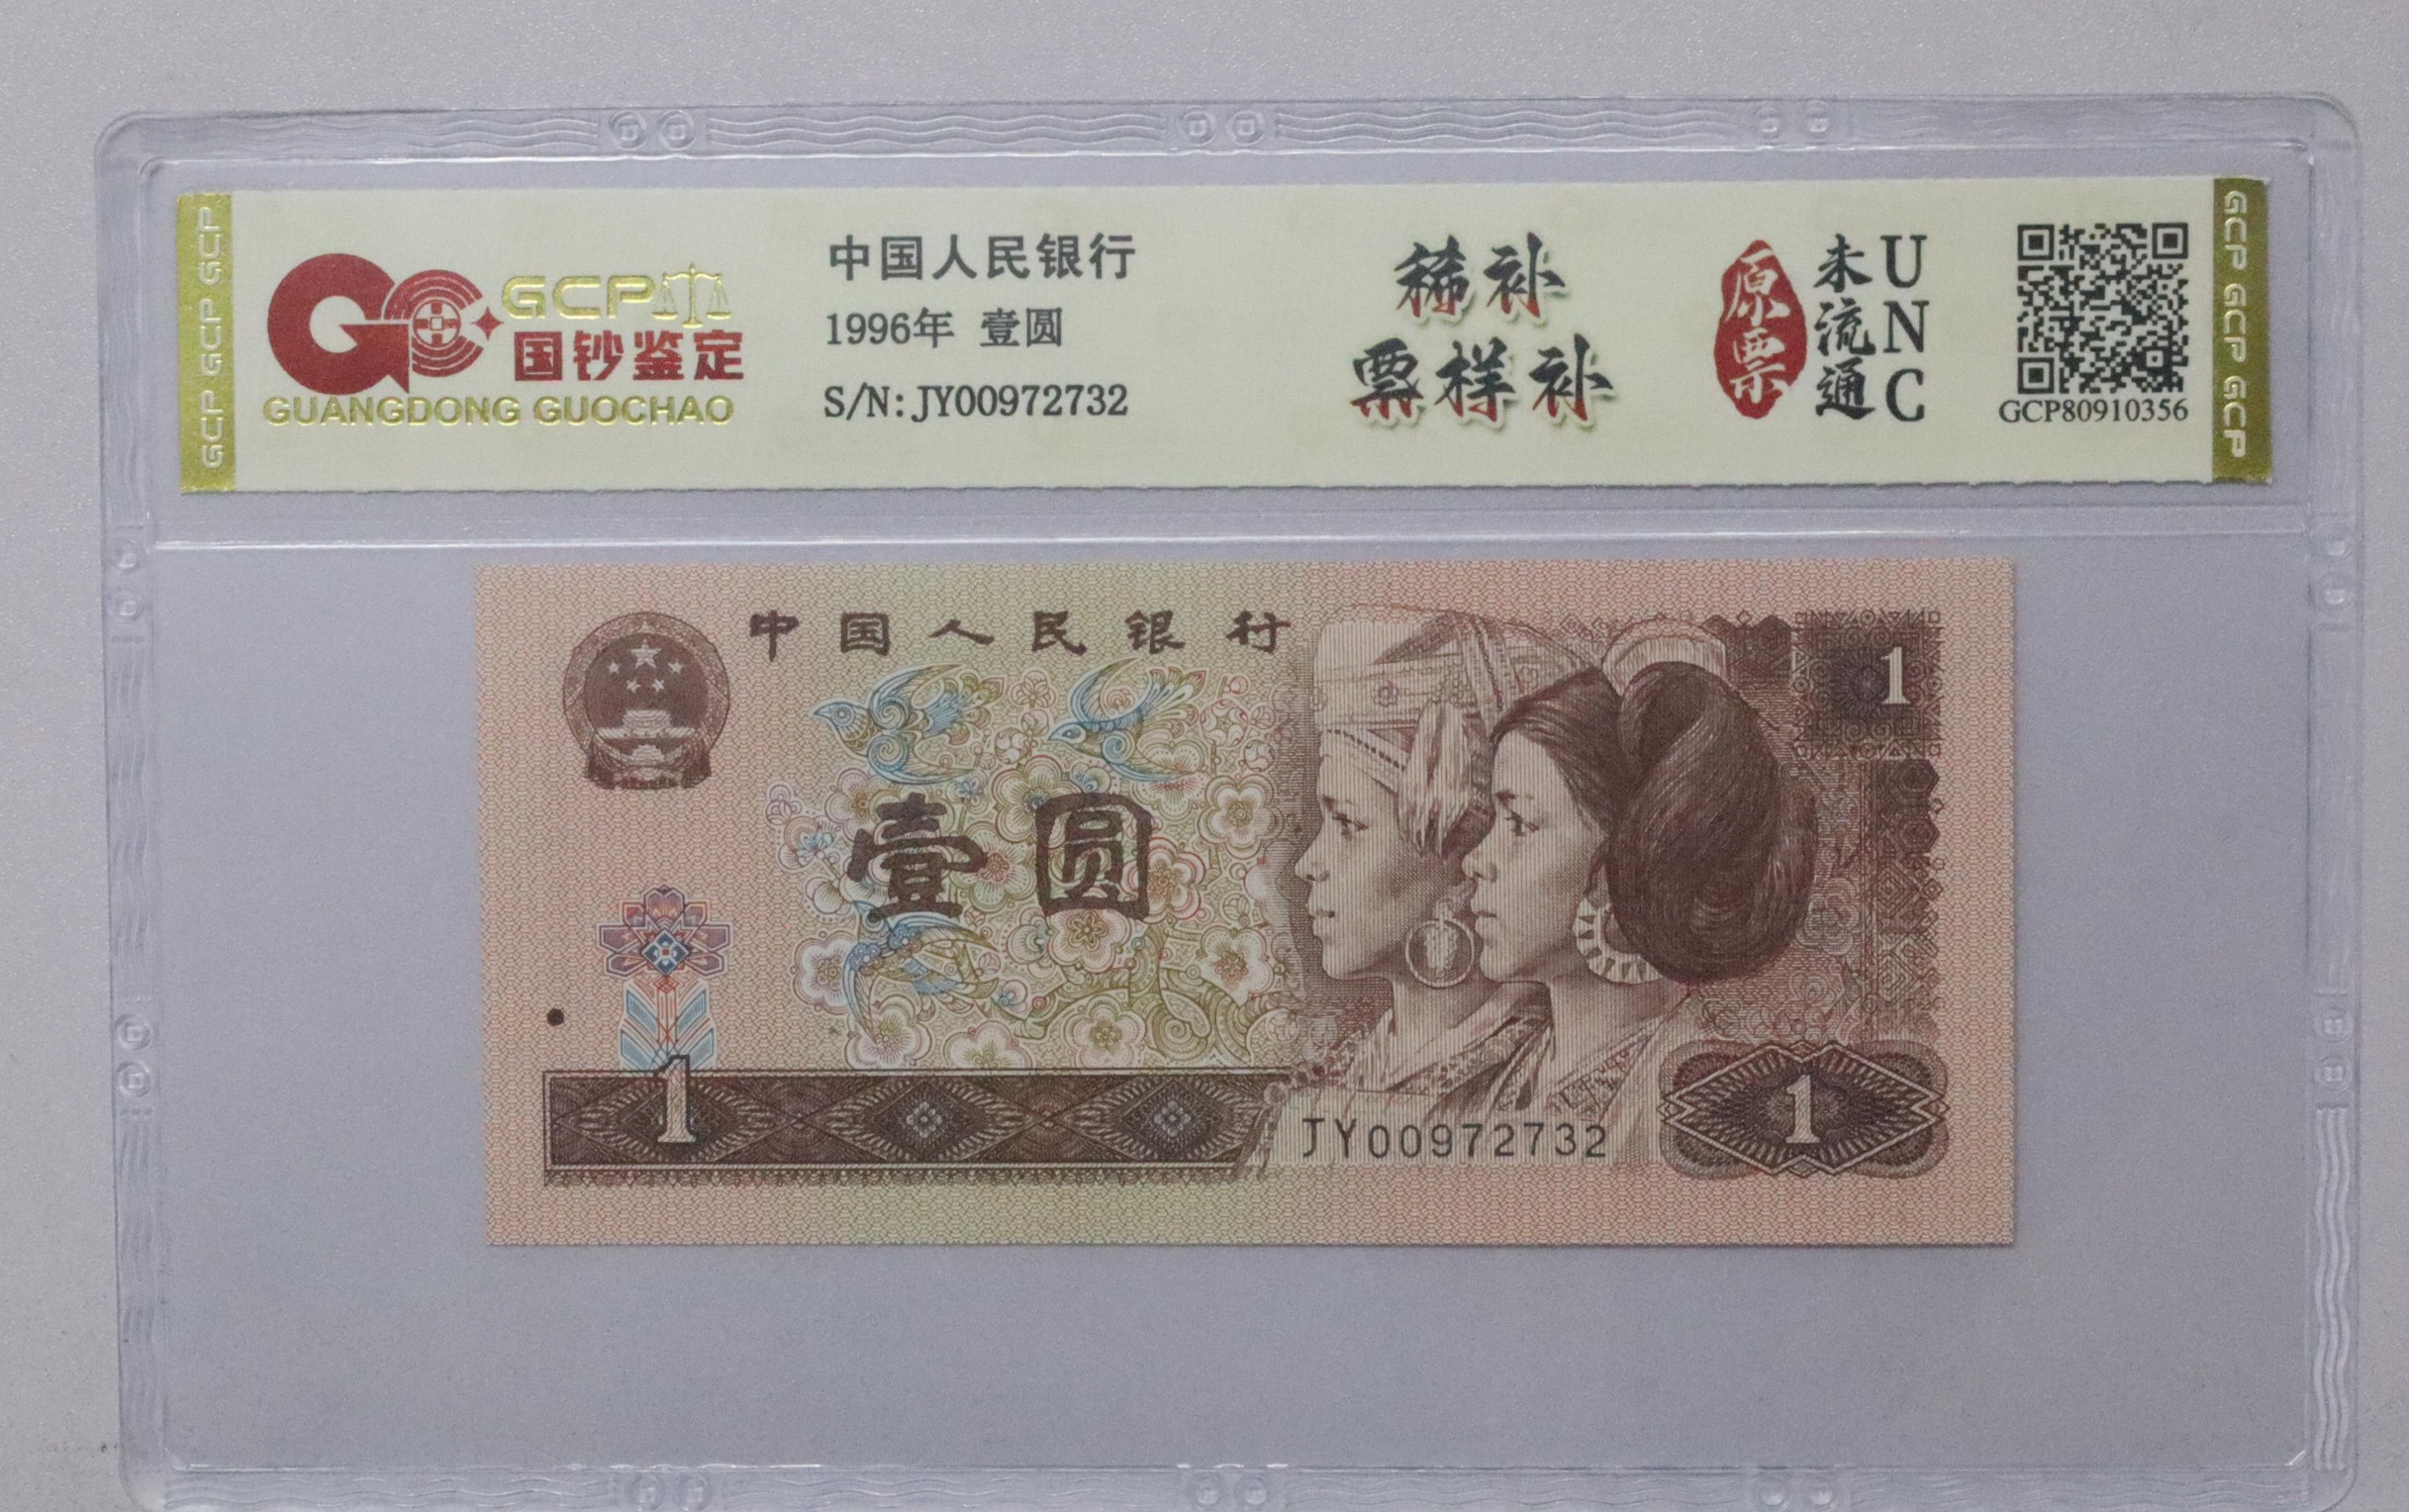 GCP GCP GCP
GCP
国钞鉴定
GUANGDONG GUOCHAO
中国人民银行
1996年 壹圆
S/N: JY00972732
稀补
票样补
原票
未流通
UNC
GCP80910356
GCP GCP GCP
中国人民银行
1
壹圆
1
JY00972732
1